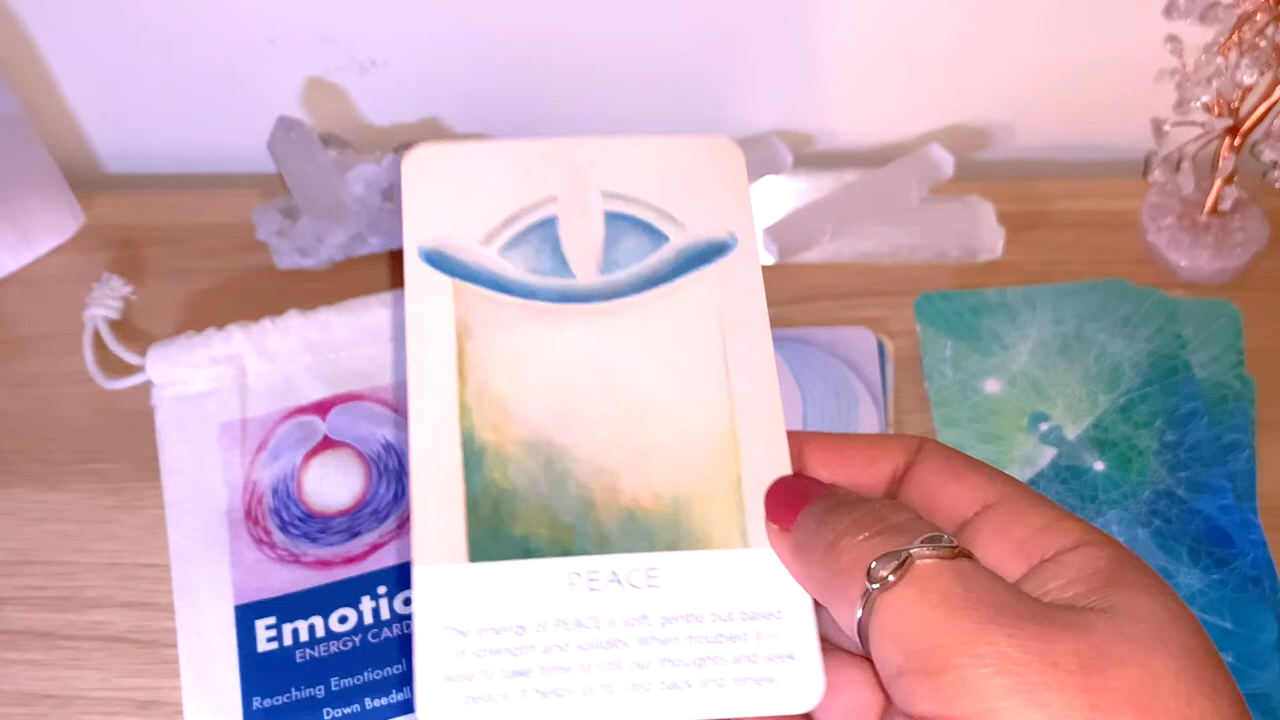 PEACE
The energy of PEACE is soft, gentle but based
in strength and solidity. When troubled it is
wise to take time to still our thoughts and seek
peace. It helps us to step back and renew.
Emotio
ENERGY CARD
Reaching Emotional
Dawn Beedell